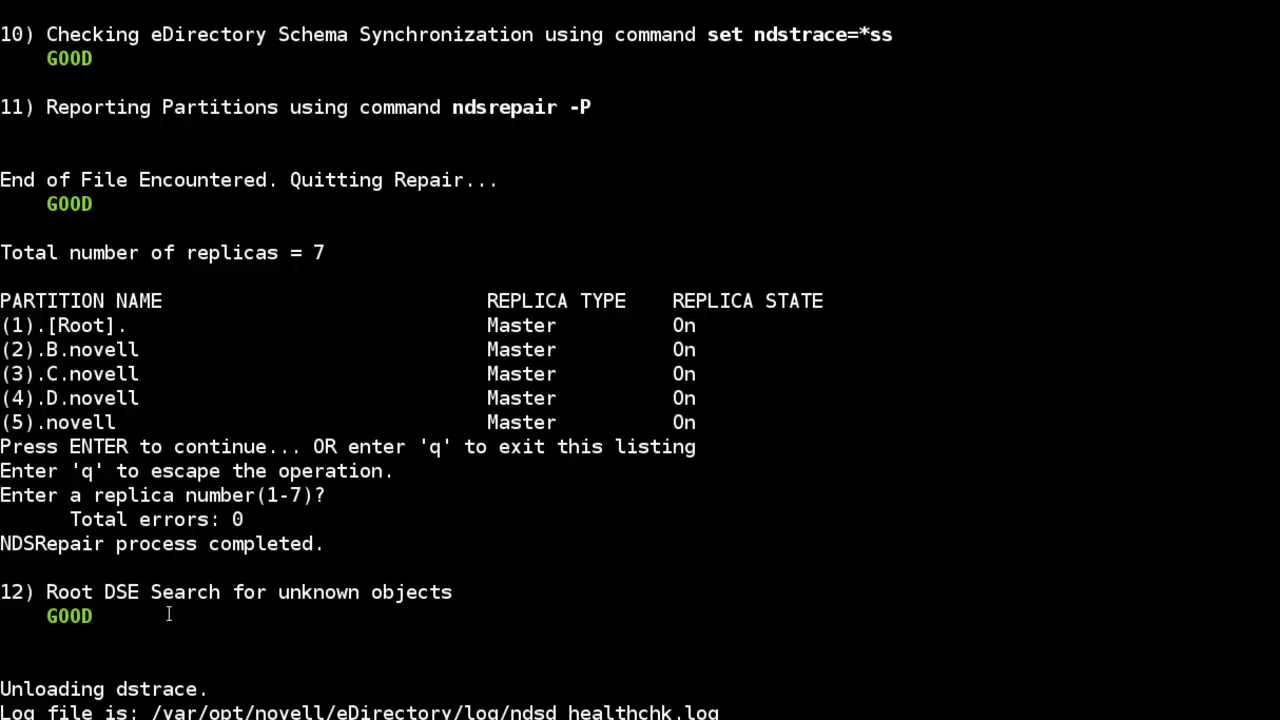 10) Checking eDirectory Schema Synchronization using command set ndstrace=*ss
GOOD
11) Reporting Partitions using command ndsrepair -P
End of File Encountered. Quitting Repair...
GOOD
Total number of replicas = 7
PARTITION NAME REPLICA TYPE REPLICA STATE
(1).[Root]. Master On
(2).B.novell Master On
(3).C.novell Master On
(4).D.novell Master On
(5).novell Master On
Press ENTER to continue... OR enter 'q' to exit this listing
Enter 'q' to escape the operation.
Enter a replica number(1-7)?
Total errors: 0
NDSRepair process completed.
12) Root DSE Search for unknown objects
GOOD
Unloading dstrace.
Log file is: /var/opt/novell/eDirectory/log/ndsd_healthchk.log